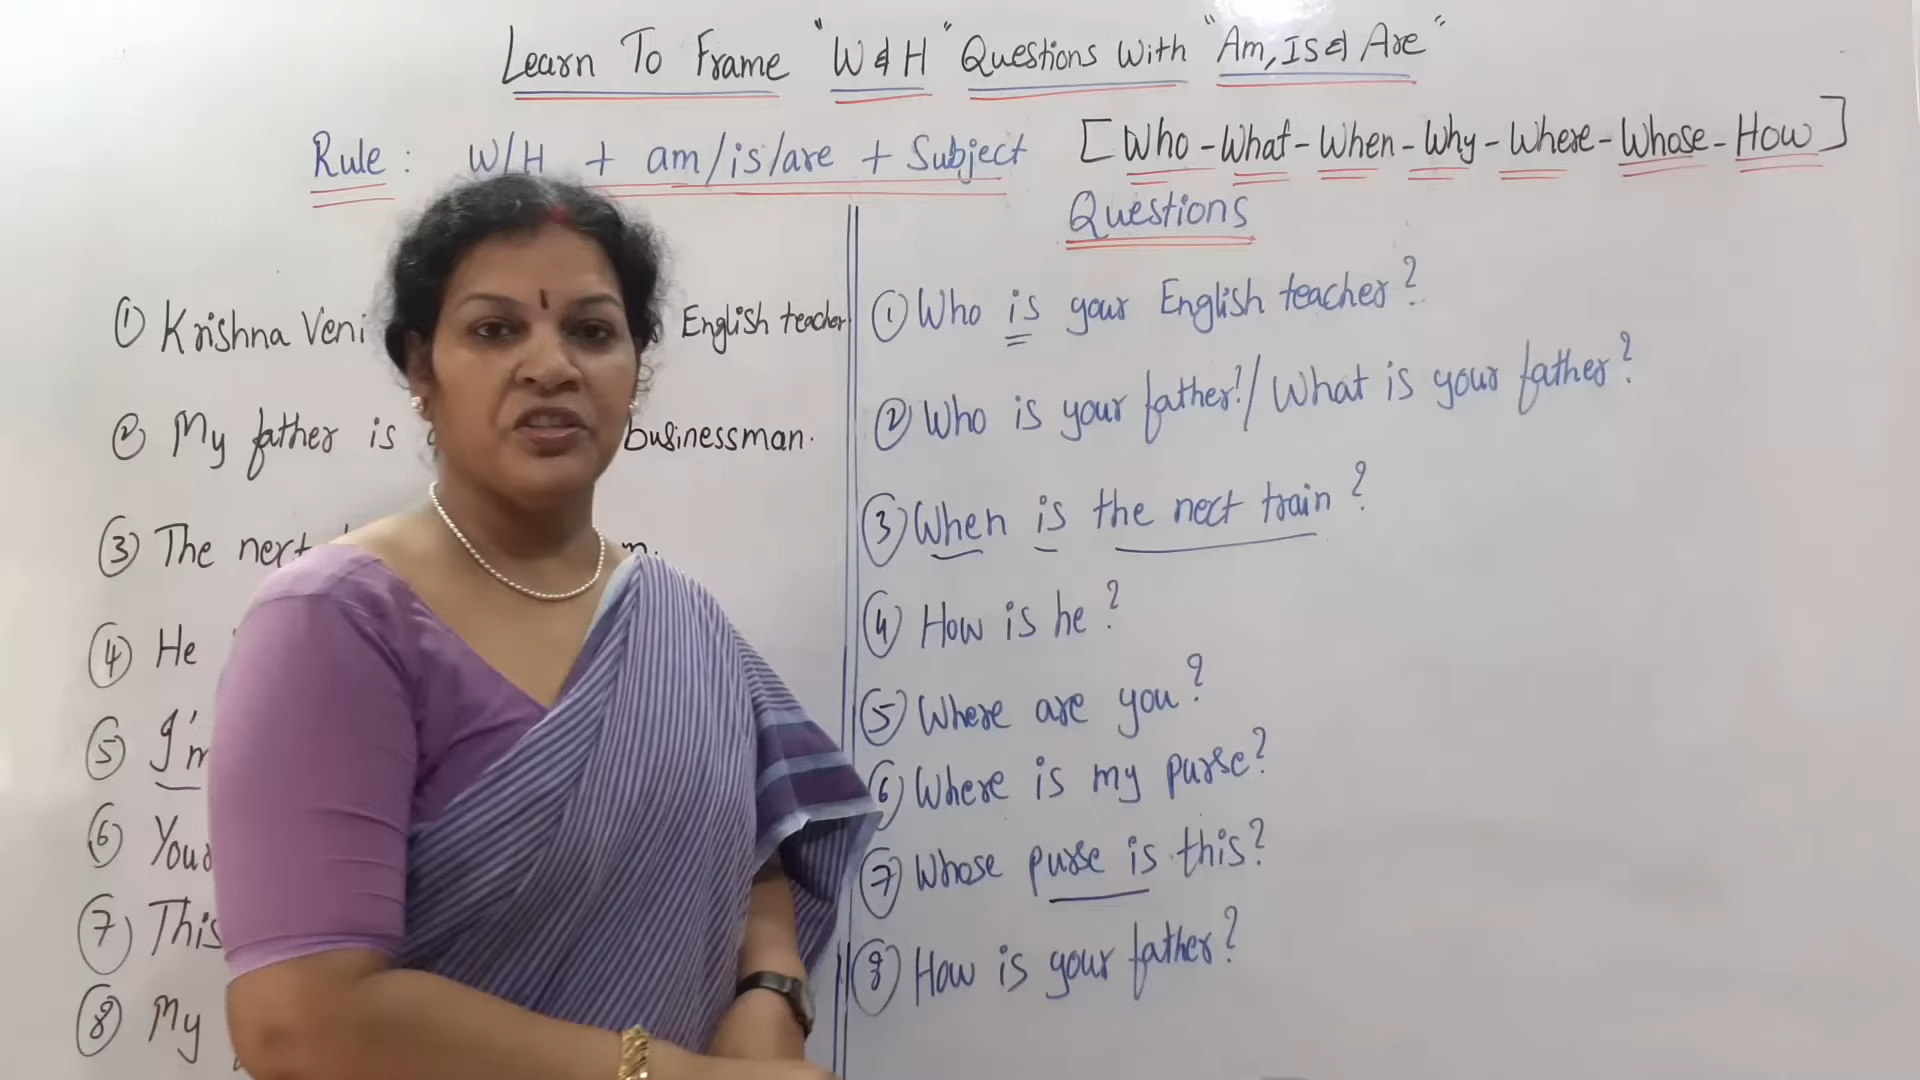 Learn To Frame "W & H" Questions With "Am, Is & Are"
Rule : W/H + am/is/are + Subject [Who - What - When - Why - Where - Whose - How]
Questions
① Krishna Veni English teacher
② My father is businessman.
③ The next
④ He
⑤ I'm
⑥ Your
⑦ This
⑧ My
① Who is your English teacher?
② Who is your father?/ What is your father?
③ When is the next train?
④ How is he?
⑤ Where are you?
⑥ Where is my purse?
⑦ Whose purse is this?
⑧ How is your father?